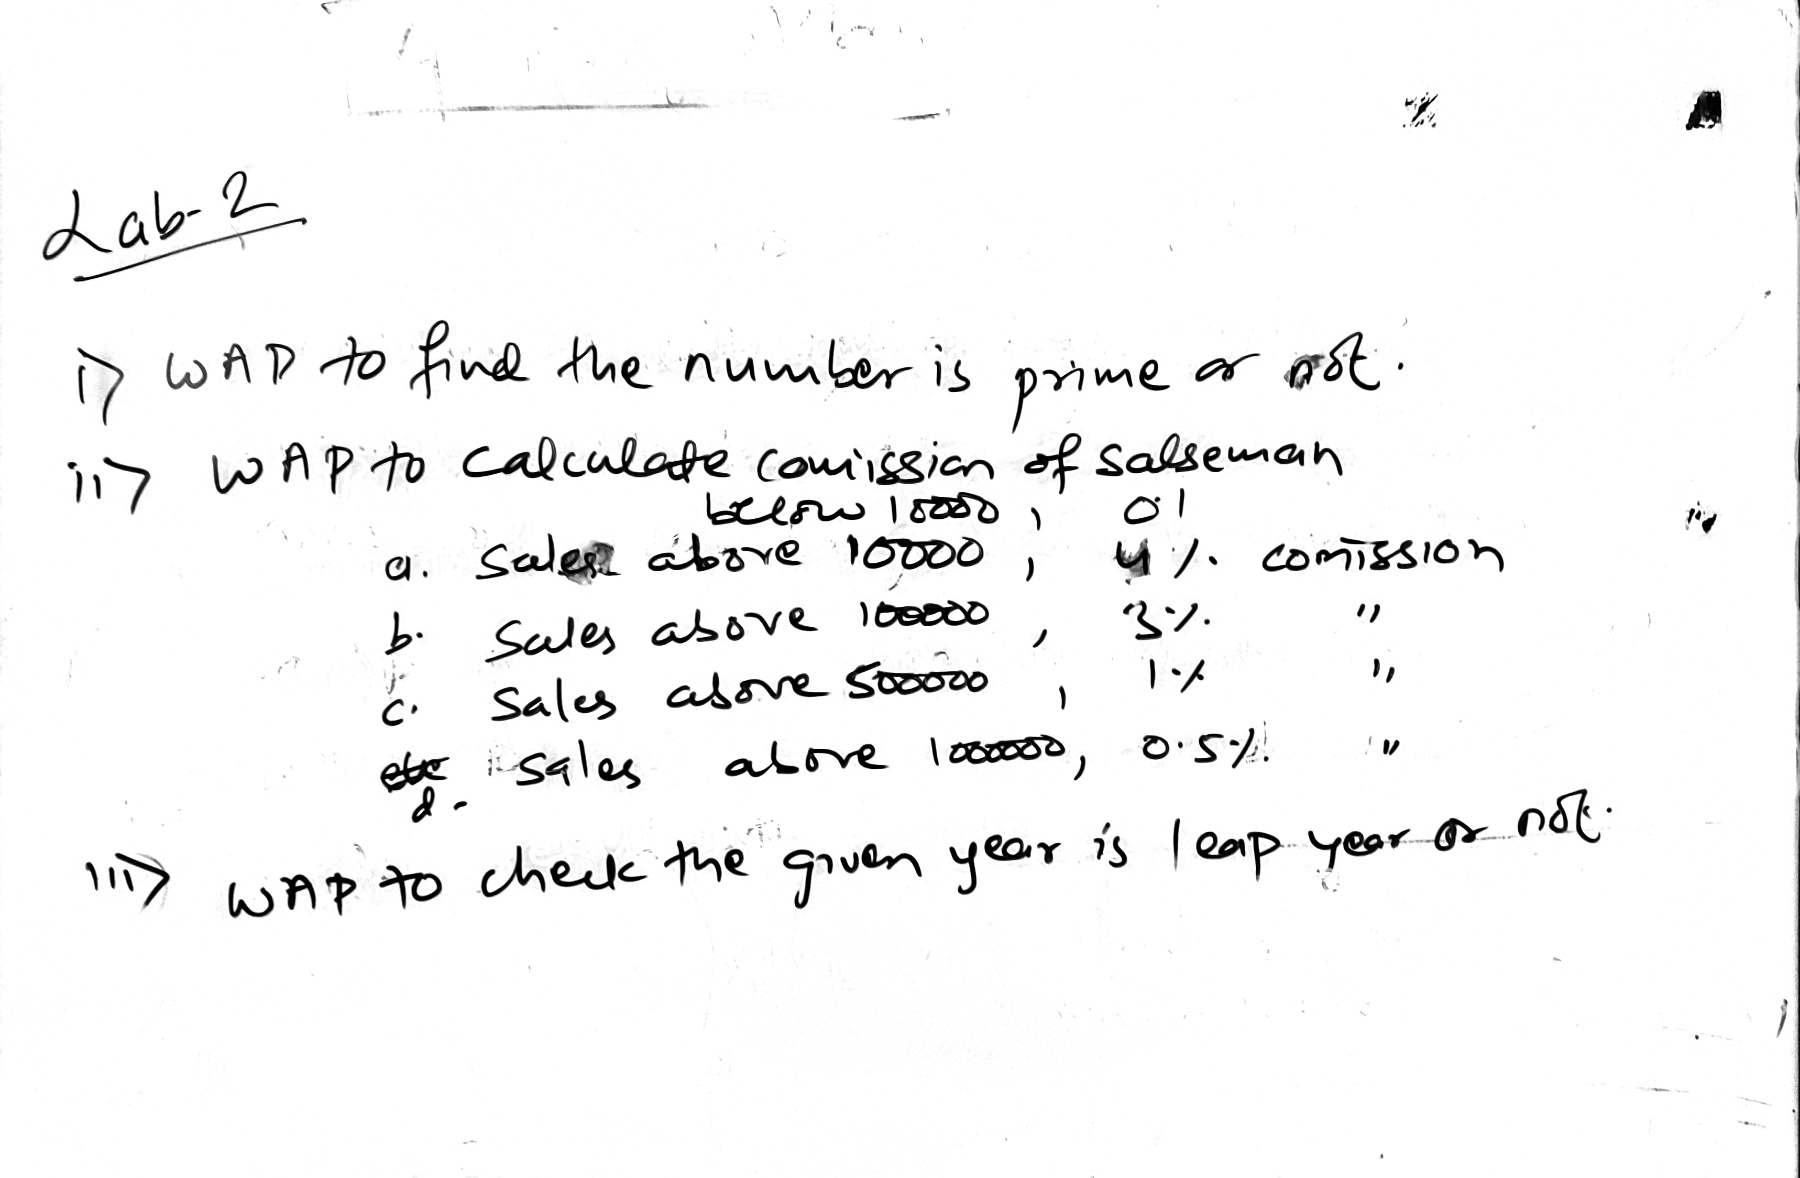 Lab-2
i> WAP to find the number is prime or not.
ii> WAP to calculate comission of salseman
below 10000, 0.1
a. Sales above 10000, 4%. comission
b. Sales above 100000, 3%. "
c. Sales above 500000, 1% "
d. Sales above 1000000, 0.5%. "
iii> WAP to check the given year is leap year or not.